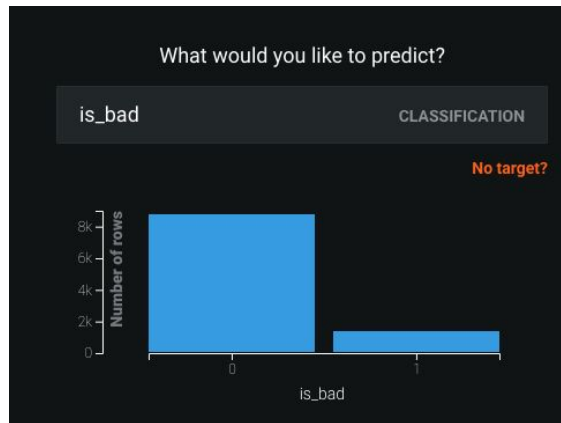 What would you like to predict?
is_bad CLASSIFICATION
No target?
Number of rows
8k
6k
4k
2k
0
0 1
is_bad